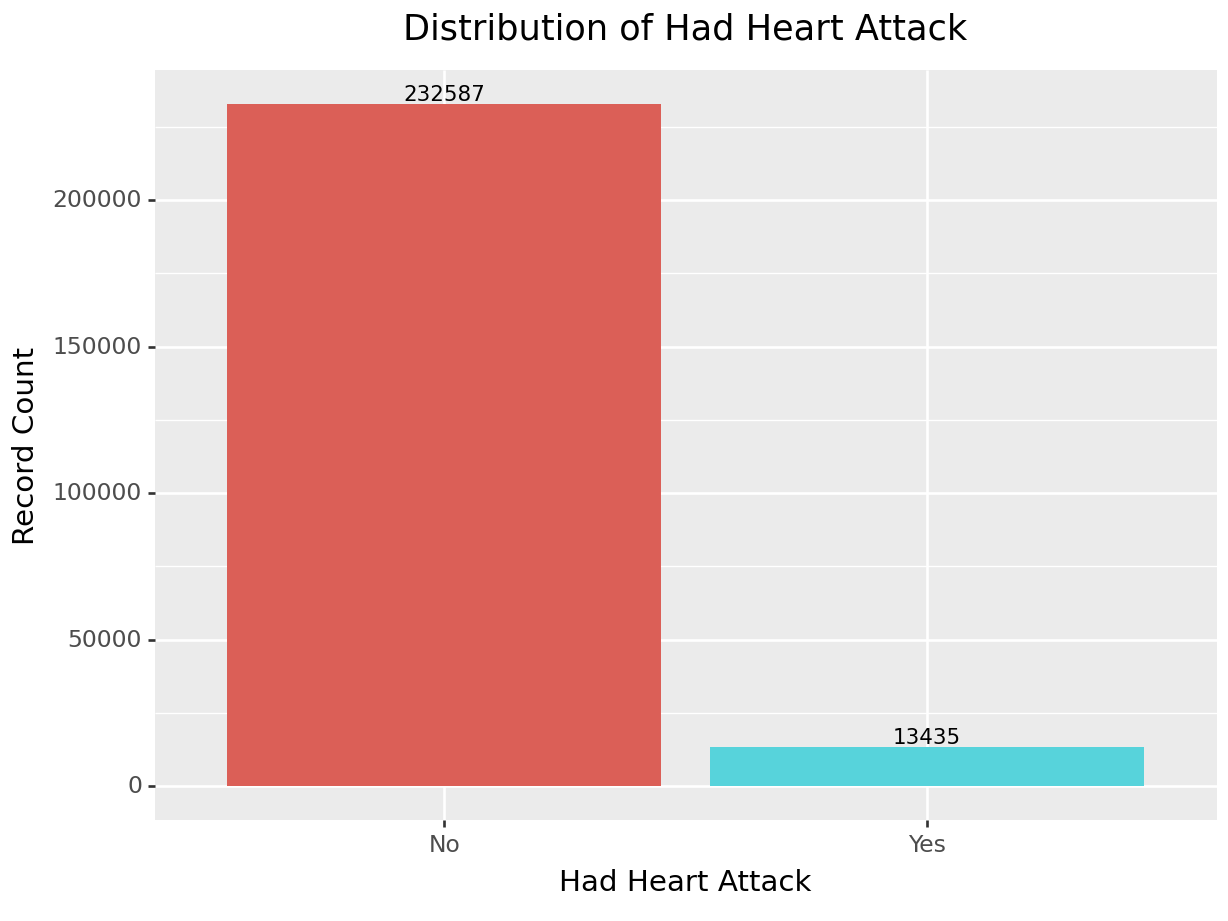 Distribution of Had Heart Attack
232587
200000
150000
100000
50000
0
13435
No
Yes
Record Count
Had Heart Attack